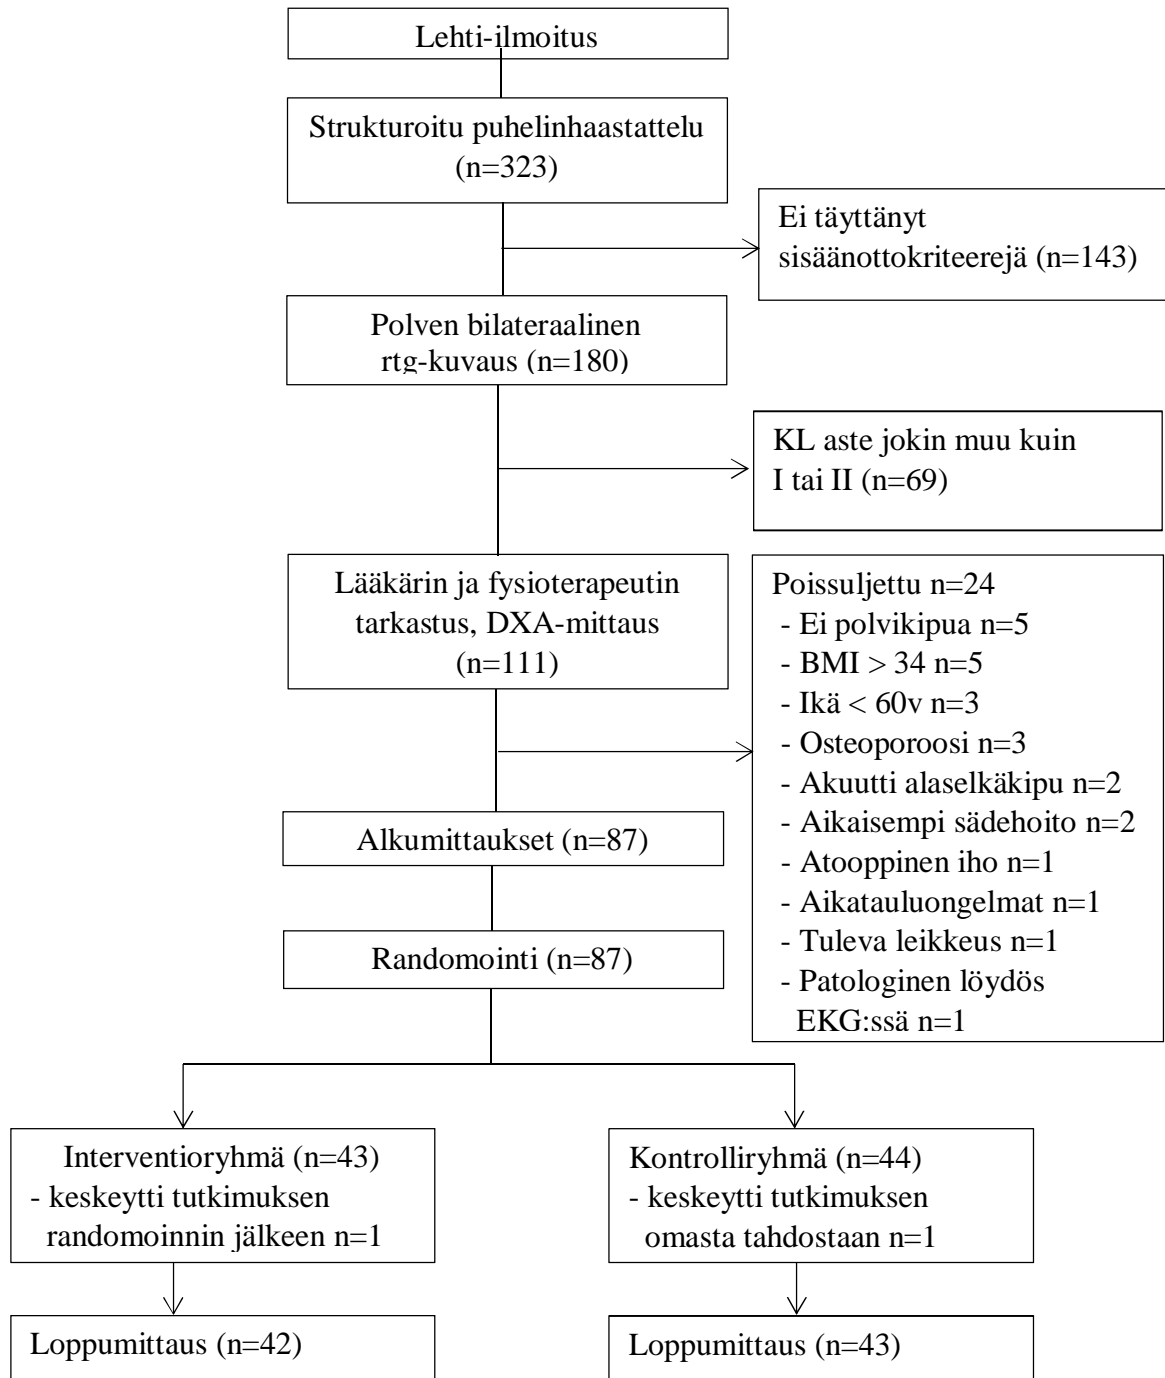 Lehti-ilmoitus
Strukturoitu puhelinhaastattelu
(n=323)
Ei täyttänyt
sisäänottokriteerejä (n=143)
Polven bilateraalinen
rtg-kuvaus (n=180)
KL aste jokin muu kuin
I tai II (n=69)
Lääkärin ja fysioterapeutin
tarkastus, DXA-mittaus
(n=111)
Poissuljettu n=24
- Ei polvikipua n=5
- BMI > 34 n=5
- Ikä < 60v n=3
- Osteoporoosi n=3
- Akuutti alaselkäkipu n=2
- Aikaisempi sädehoito n=2
- Atooppinen iho n=1
- Aikatauluongelmat n=1
- Tuleva leikkeus n=1
- Patologinen löydös
EKG:ssä n=1
Alkumittaukset (n=87)
Randomointi (n=87)
Interventioryhmä (n=43)
- keskeytti tutkimuksen
randomoinnin jälkeen n=1
Kontrolliryhmä (n=44)
- keskeytti tutkimuksen
omasta tahdostaan n=1
Loppumittaus (n=42)
Loppumittaus (n=43)